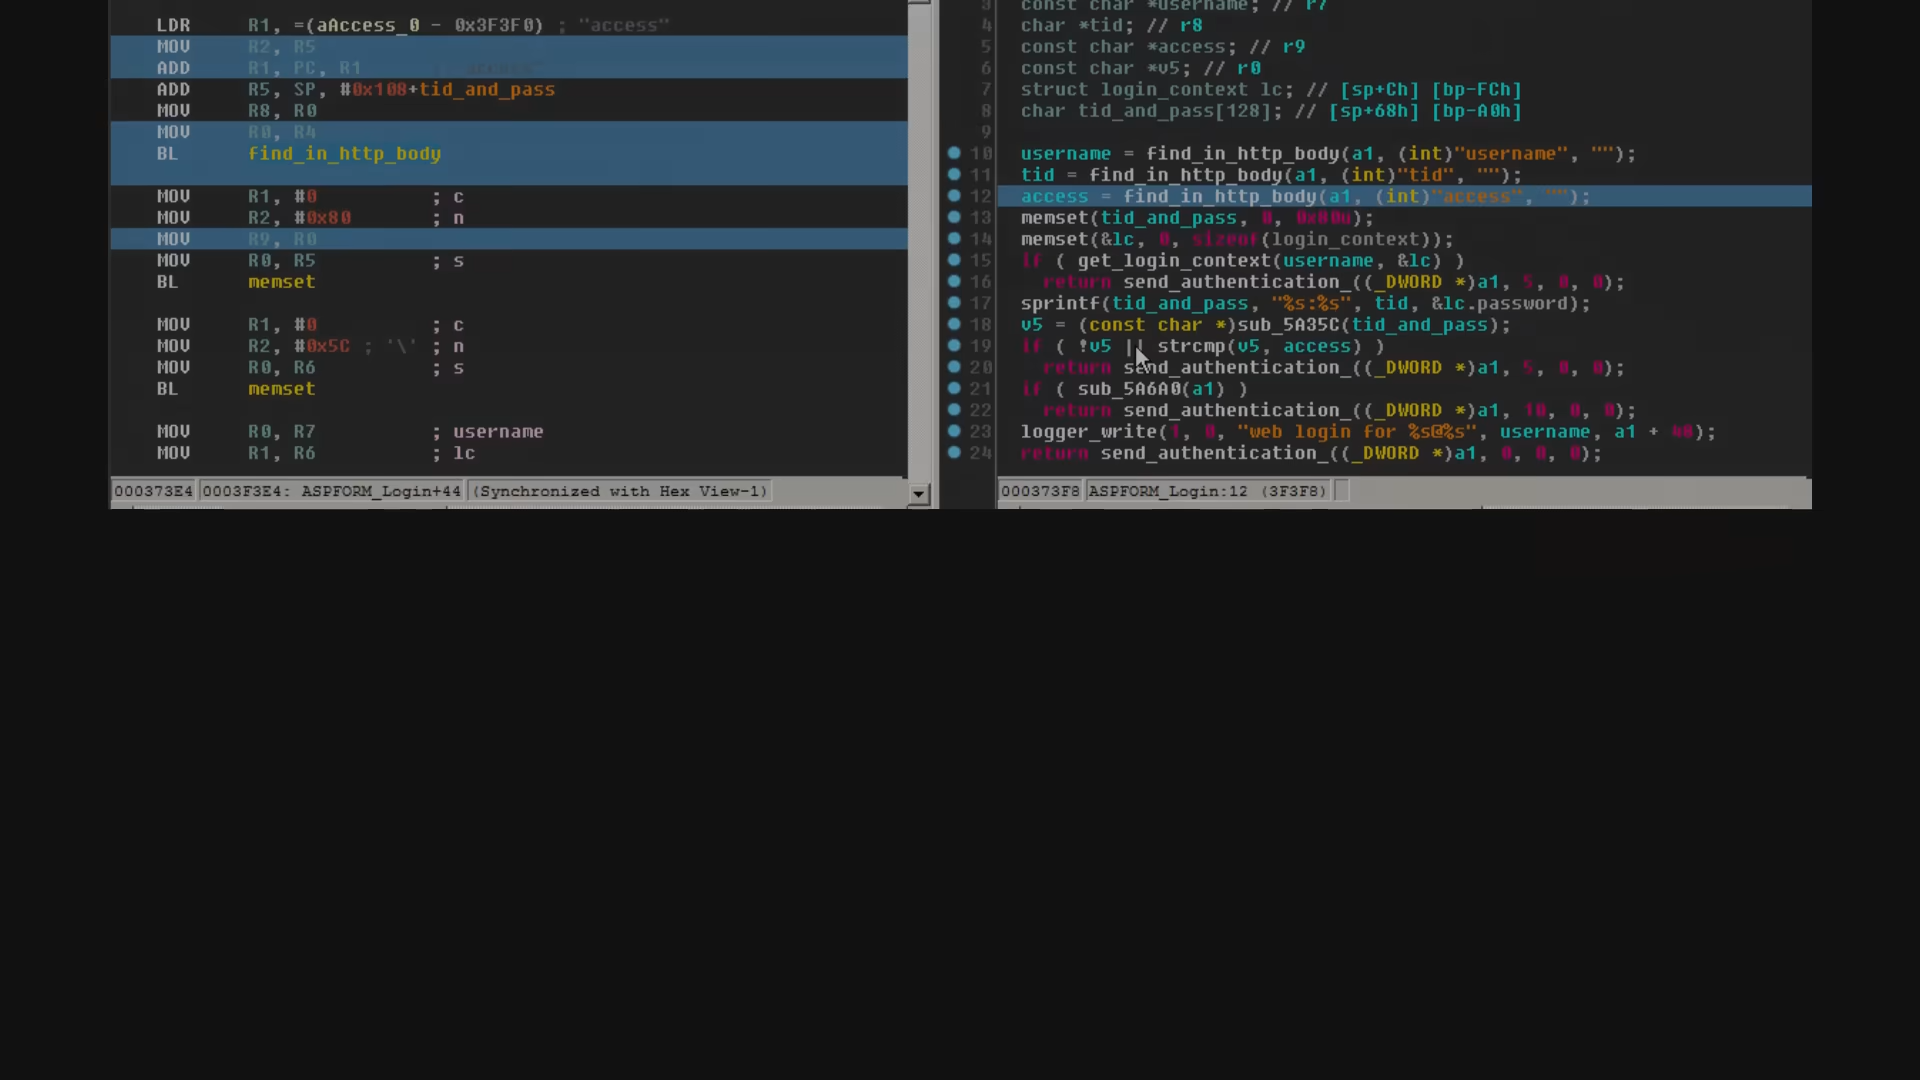 LDR R1, =(aAccess_0 - 0x3F3F0) ; "access"
MOV R2, R5
ADD R1, PC, R1 ; "access"
ADD R5, SP, #0x108+tid_and_pass
MOV R8, R0
MOV R0, R4
BL find_in_http_body
MOV R1, #0 ; c
MOV R2, #0x80 ; n
MOV R9, R0
MOV R0, R5 ; s
BL memset
MOV R1, #0 ; c
MOV R2, #0x5C ; '\' ; n
MOV R0, R6 ; s
BL memset
MOV R0, R7 ; username
MOV R1, R6 ; lc
000373E4 0003F3E4: ASPFORM_Login+44 (Synchronized with Hex View-1)
3 const char *username; // r7
4 char *tid; // r8
5 const char *access; // r9
6 const char *v5; // r0
7 struct login_context lc; // [sp+Ch] [bp-FCh]
8 char tid_and_pass[128]; // [sp+68h] [bp-A0h]
9
10 username = find_in_http_body(a1, (int)"username", "");
11 tid = find_in_http_body(a1, (int)"tid", "");
12 access = find_in_http_body(a1, (int)"access", "");
13 memset(tid_and_pass, 0, 0x80u);
14 memset(&lc, 0, sizeof(login_context));
15 if ( get_login_context(username, &lc) )
16 return send_authentication_((_DWORD *)a1, 5, 0, 0);
17 sprintf(tid_and_pass, "%s:%s", tid, &lc.password);
18 v5 = (const char *)sub_5A35C(tid_and_pass);
19 if ( !v5 || strcmp(v5, access) )
20 return send_authentication_((_DWORD *)a1, 5, 0, 0);
21 if ( sub_5A6A0(a1) )
22 return send_authentication_((_DWORD *)a1, 10, 0, 0);
23 logger_write(1, 0, "web login for %s@%s", username, a1 + 48);
24 return send_authentication_((_DWORD *)a1, 0, 0, 0);
000373F8 ASPFORM_Login:12 (3F3F8)